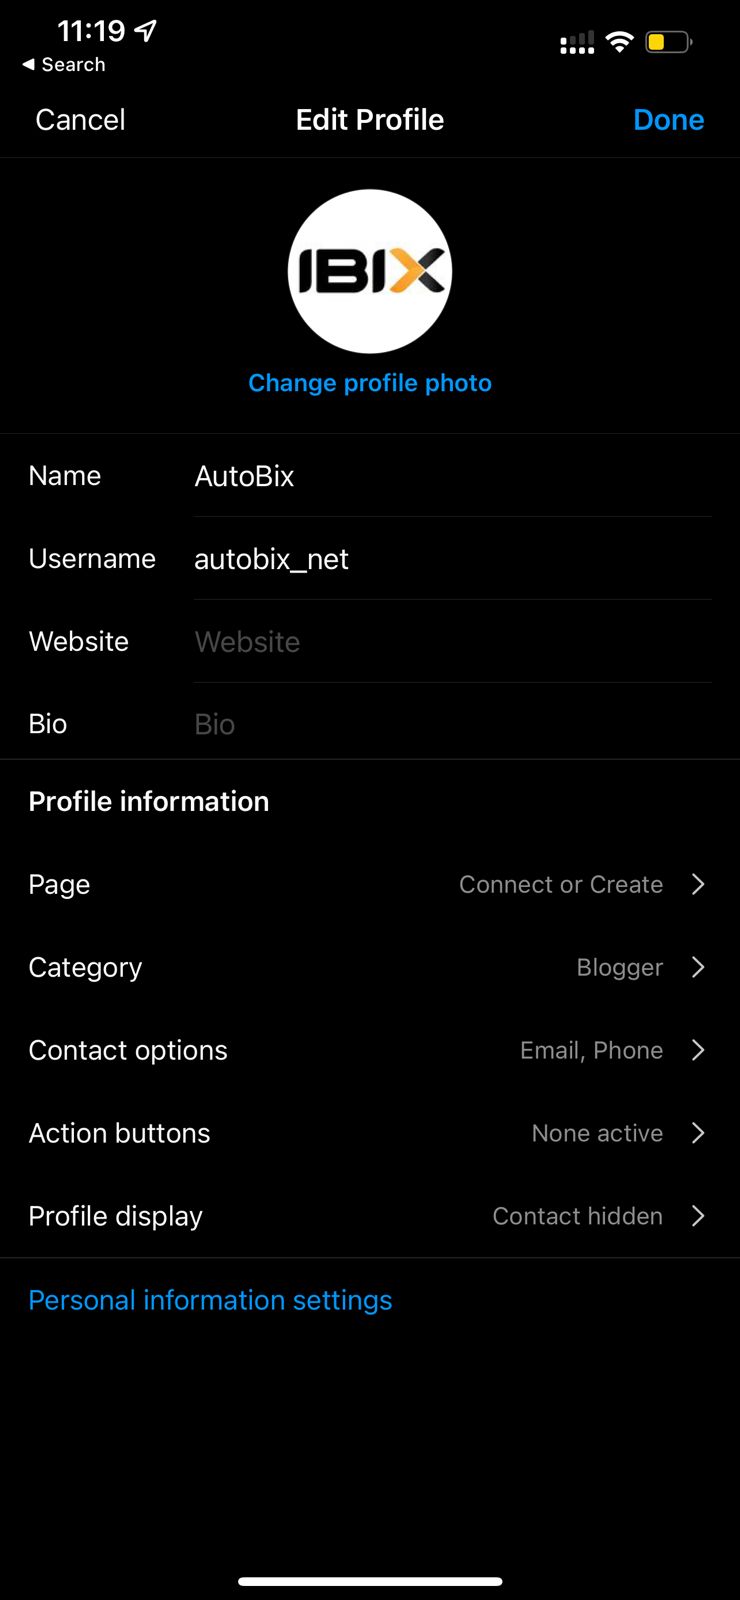 11:19
Search
Cancel Edit Profile Done
IBIX
Change profile photo
Name AutoBix
Username autobix_net
Website Website
Bio Bio
Profile information
Page Connect or Create
Category Blogger
Contact options Email, Phone
Action buttons None active
Profile display Contact hidden
Personal information settings